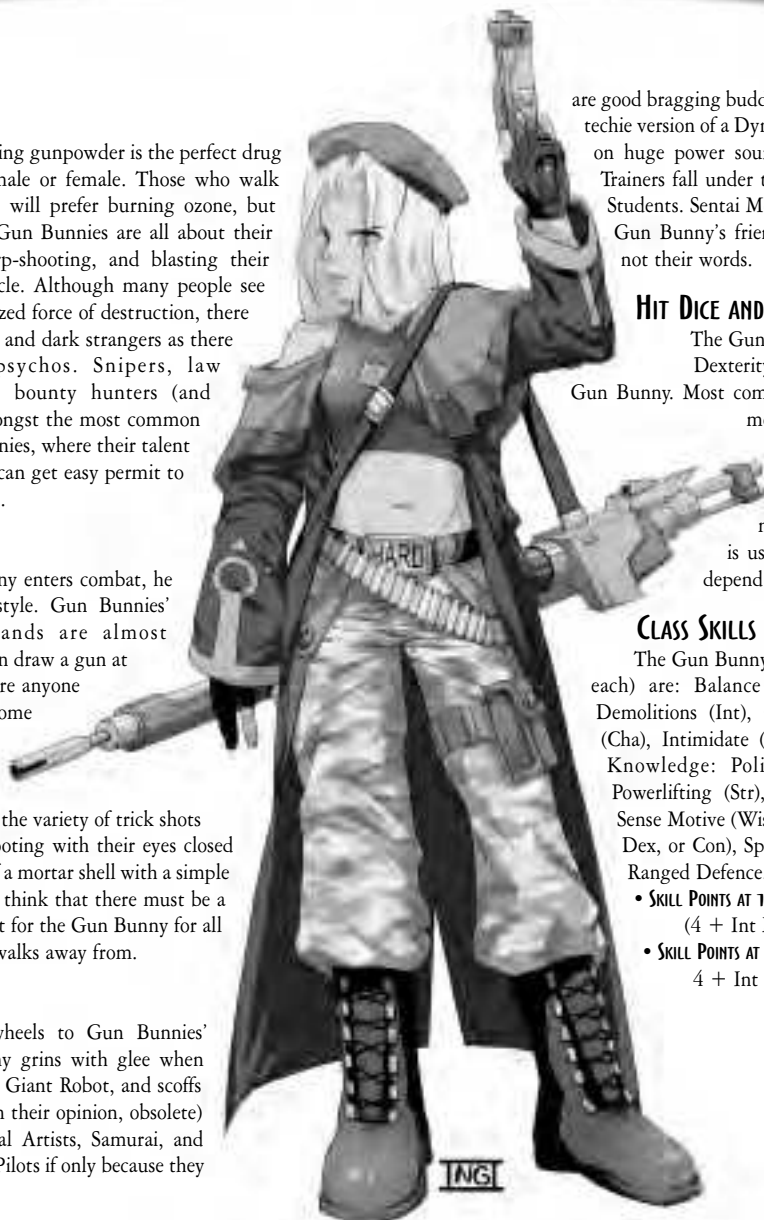 ing gunpowder is the perfect drug
male or female. Those who walk
will prefer burning ozone, but
Gun Bunnies are all about their
rp-shooting, and blasting their
cle. Although many people see
zed force of destruction, there
and dark strangers as there
psychos. Snipers, law
bounty hunters (and
ongst the most common
nies, where their talent
can get easy permit to
.
ny enters combat, he
style. Gun Bunnies'
ands are almost
n draw a gun at
re anyone
ome
the variety of trick shots
oting with their eyes closed
f a mortar shell with a simple
think that there must be a
t for the Gun Bunny for all
walks away from.
wheels to Gun Bunnies'
ny grins with glee when
Giant Robot, and scoffs
n their opinion, obsolete)
al Artists, Samurai, and
Pilots if only because they
HARD
ING
are good bragging budd
techie version of a Dyn
on huge power sour
Trainers fall under t
Students. Sentai M
Gun Bunny's frien
not their words.
HIT DICE AND
The Gun
Dexterity
Gun Bunny. Most com
mo
is us
depend
CLASS SKILLS
The Gun Bunny
each) are: Balance
Demolitions (Int),
(Cha), Intimidate (
Knowledge: Poli
Powerlifting (Str),
Sense Motive (Wis
Dex, or Con), Sp
Ranged Defence
• SKILL POINTS AT
(4 + Int
• SKILL POINTS AT
4 + Int